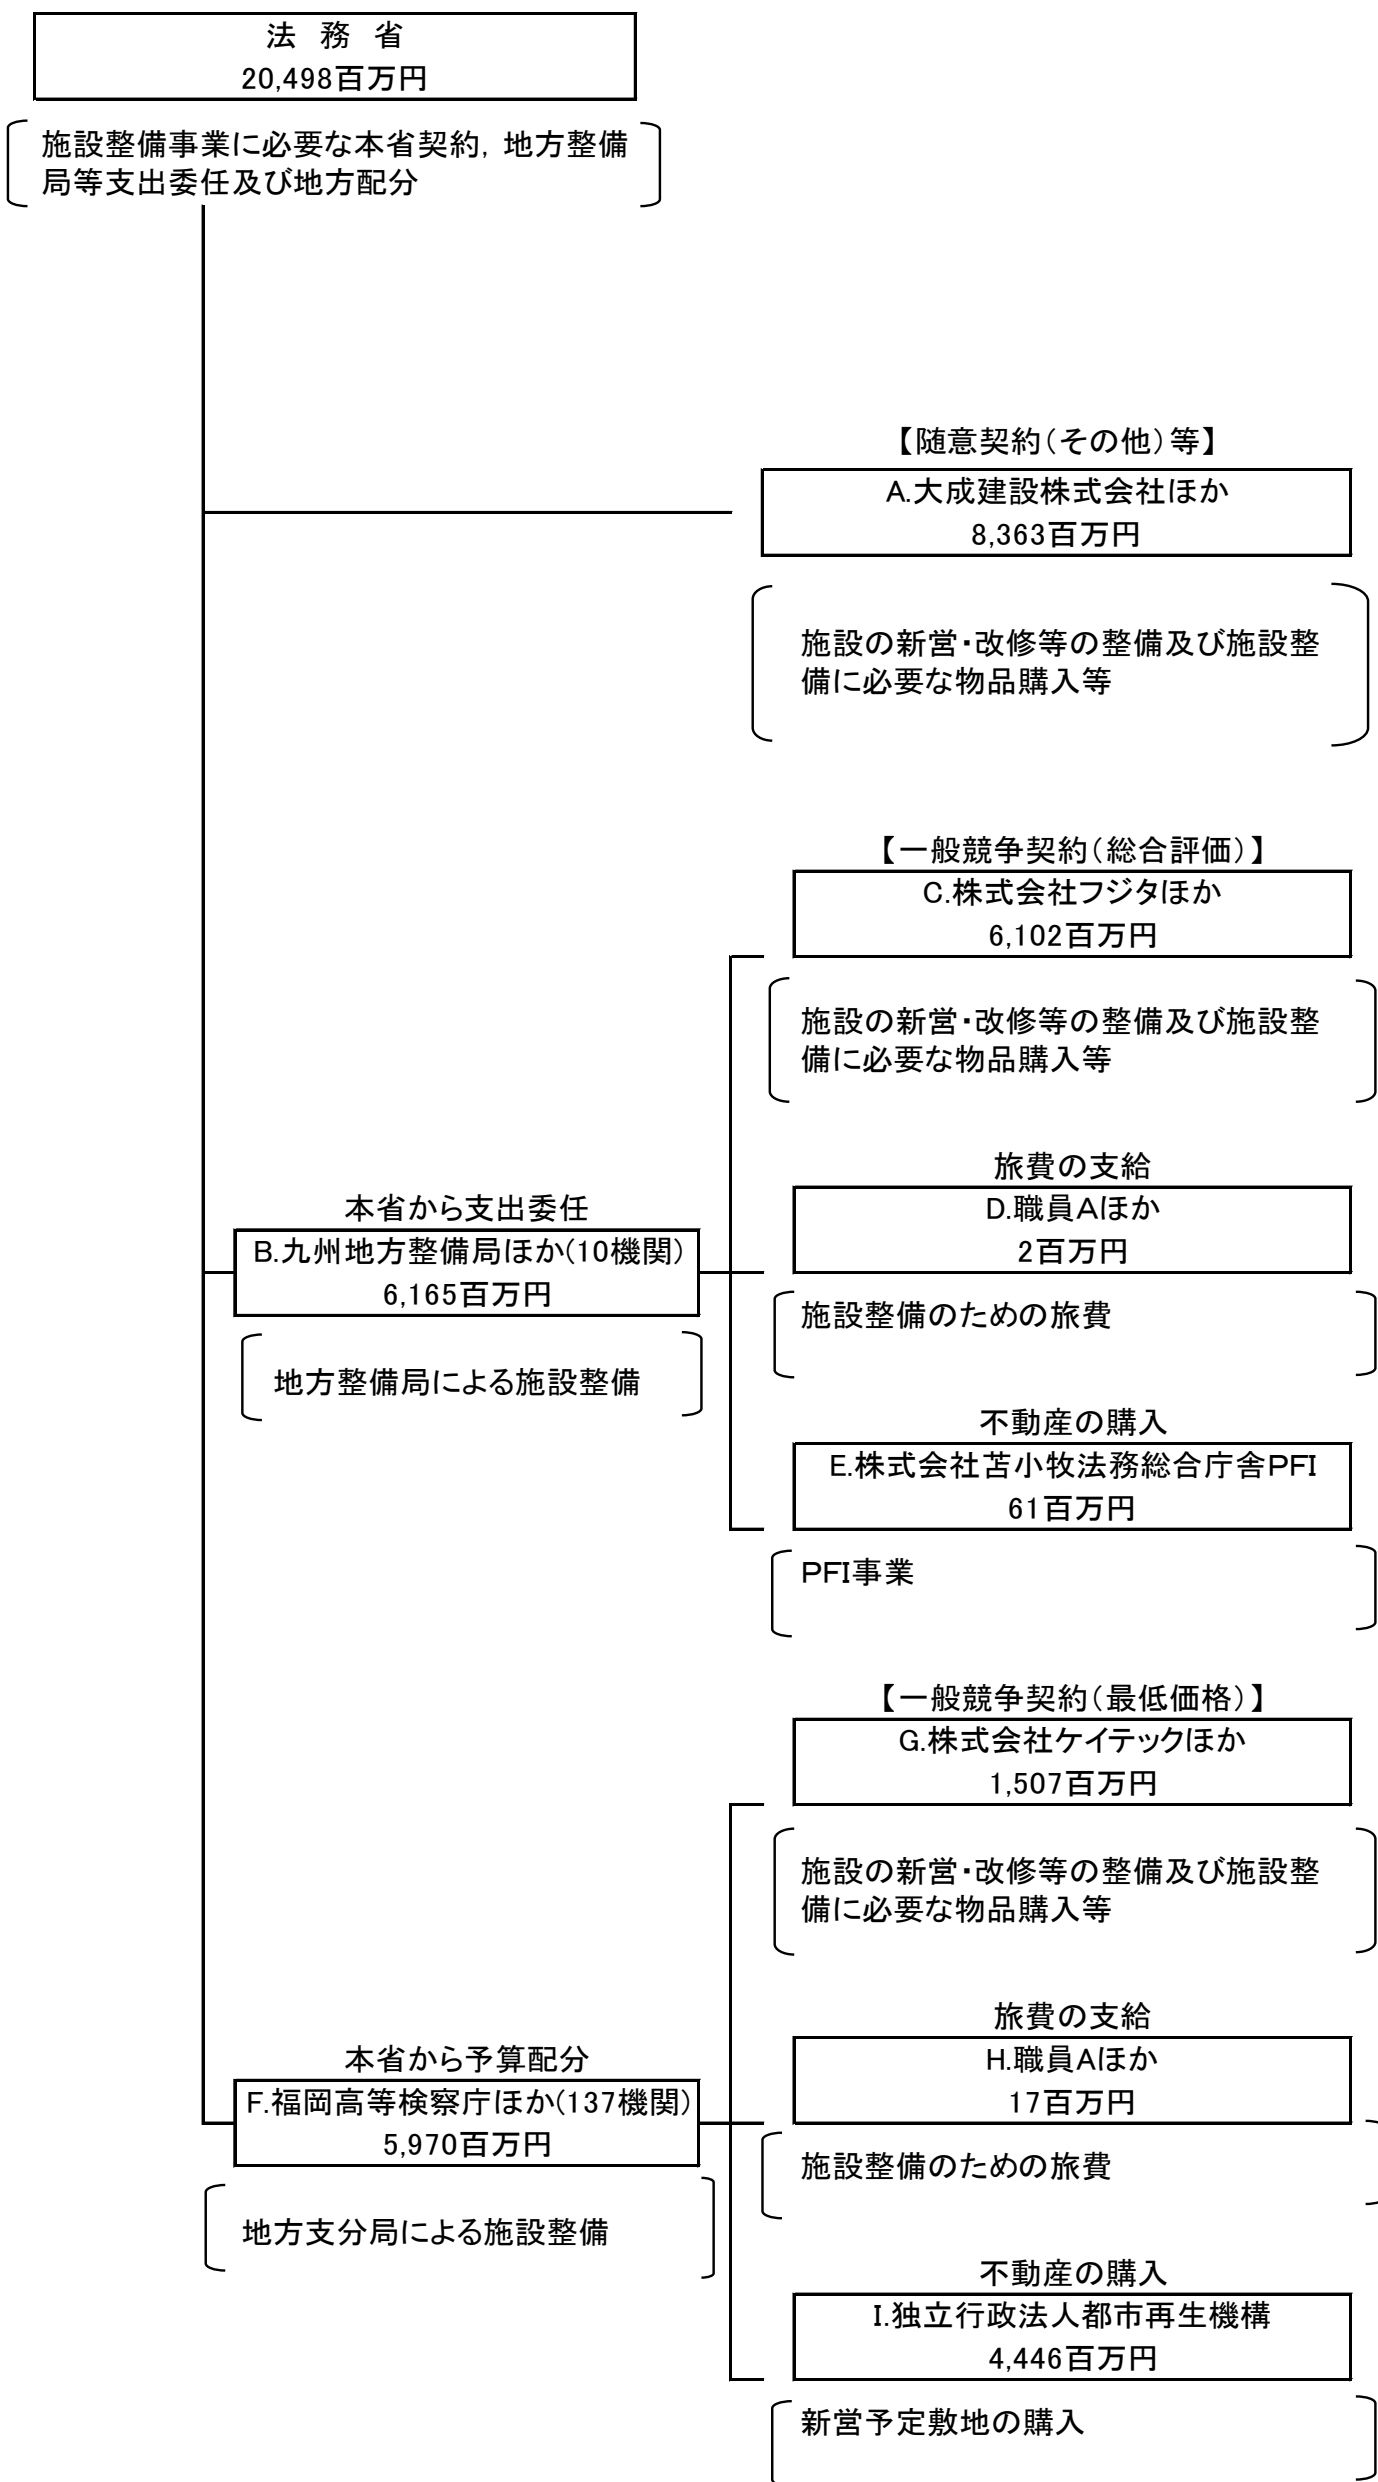 法　務　省
20,498百万円
施設整備事業に必要な本省契約，地方整備
局等支出委任及び地方配分
【随意契約（その他）等】
A.大成建設株式会社ほか
8,363百万円
施設の新営・改修等の整備及び施設整
備に必要な物品購入等
【一般競争契約（総合評価）】
C.株式会社フジタほか
6,102百万円
施設の新営・改修等の整備及び施設整
備に必要な物品購入等
旅費の支給
D.職員Aほか
2百万円
本省から支出委任
B.九州地方整備局ほか(10機関)
6,165百万円
施設整備のための旅費
地方整備局による施設整備
不動産の購入
E.株式会社苫小牧法務総合庁舎PFI
61百万円
PFI事業
【一般競争契約（最低価格）】
G.株式会社ケイテックほか
1,507百万円
施設の新営・改修等の整備及び施設整
備に必要な物品購入等
旅費の支給
H.職員Aほか
17百万円
本省から予算配分
F.福岡高等検察庁ほか(137機関)
5,970百万円
施設整備のための旅費
地方支分局による施設整備
不動産の購入
I.独立行政法人都市再生機構
4,446百万円
新営予定敷地の購入